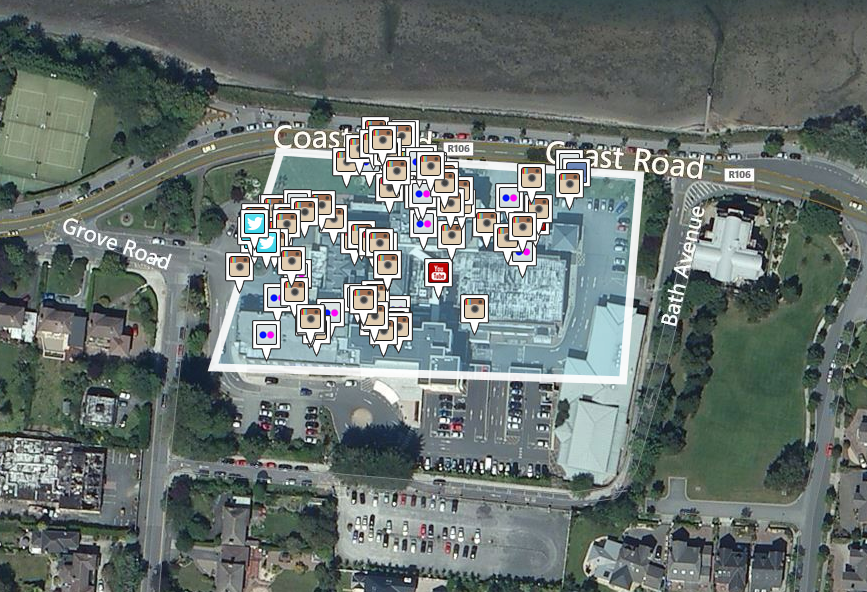 Coast
R106
Coast Road
R106
Grove Road
Bath Avenue
You
Tube